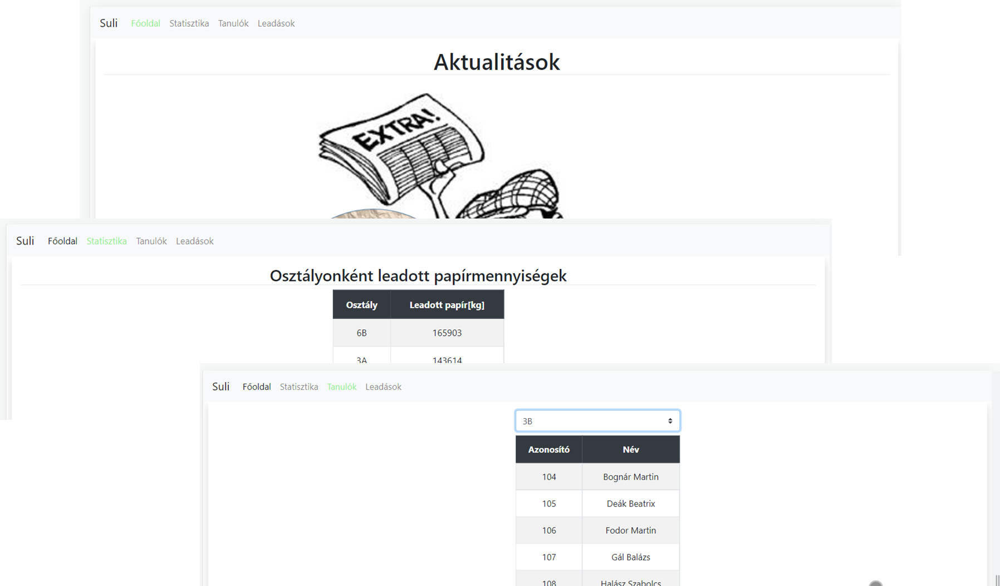 Suli Főoldal Statisztika Tanulók Leadások
Aktualitások
EXTRA!
Suli Főoldal Statisztika Tanulók Leadások
Osztályonként leadott papírmennyiségek
Osztály Leadott papír[kg]
6B 165903
3A 143614
Suli Főoldal Statisztika Tanulók Leadások
3B
Azonosító Név
104 Bognár Martin
105 Deák Beatrix
106 Fodor Martin
107 Gál Balázs
108 Halász Szabolcs